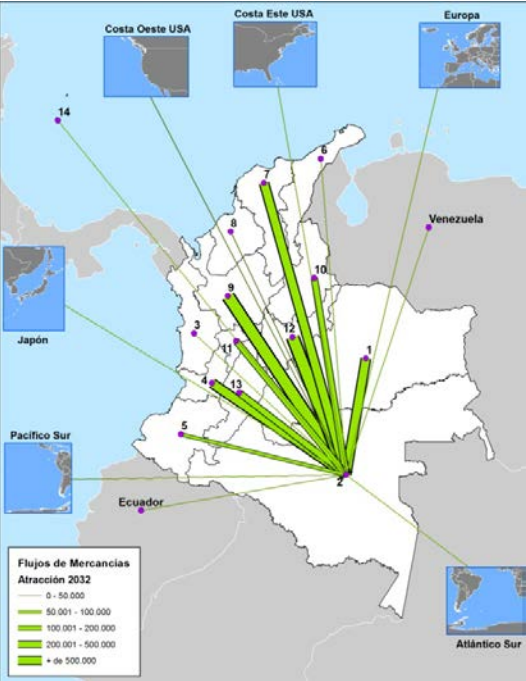 Costa Oeste USA
Costa Este USA
Europa
14
6
7
8
Venezuela
10
9
3
12
11
1
Japón
4
13
5
Pacífico Sur
2
Ecuador
Flujos de Mercancias
Atracción 2032
0 - 50.000
50.001 - 100.000
100.001 - 200.000
200.001 - 500.000
+ de 500.000
Atlántico Sur